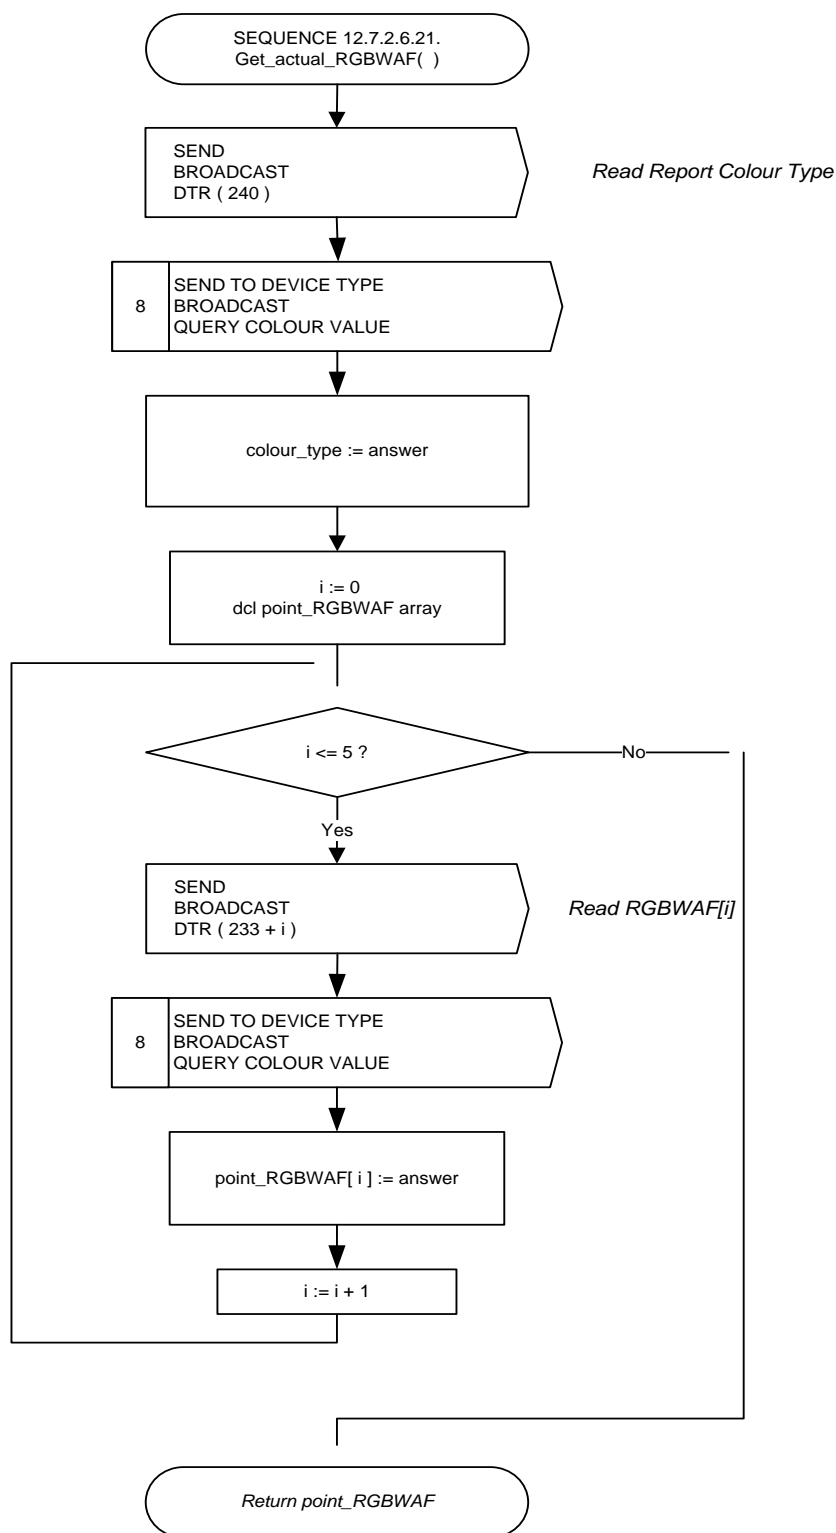 SEQUENCE 12.7.2.6.21.
Get_actual_RGBWAF( )
SEND
BROADCAST
DTR ( 240 )
Read Report Colour Type
8
SEND TO DEVICE TYPE
BROADCAST
QUERY COLOUR VALUE
colour_type := answer
i := 0
dcl point_RGBWAF array
i <= 5 ?
No
Yes
SEND
BROADCAST
DTR ( 233 + i )
Read RGBWAF[i]
8
SEND TO DEVICE TYPE
BROADCAST
QUERY COLOUR VALUE
point_RGBWAF[ i ] := answer
i := i + 1
Return point_RGBWAF